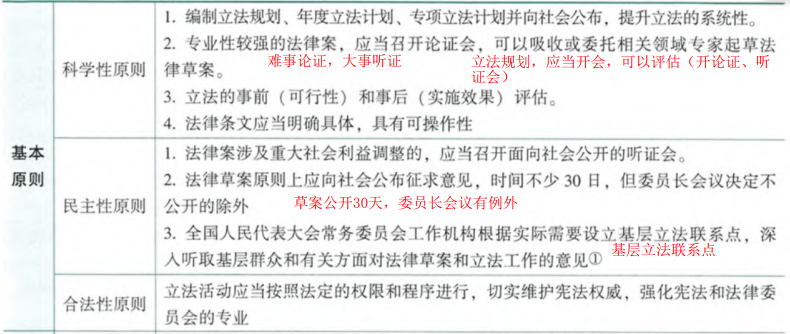 基本
原则
科学性原则
1. 编制立法规划、年度立法计划、专项立法计划并向社会公布，提升立法的系统性。
2. 专业性较强的法律案，应当召开论证会，可以吸收或委托相关领域专家起草法
律草案。
难事论证，大事听证
立法规划，应当开会，可以评估（开论证、听
证会）
3. 立法的事前（可行性）和事后（实施效果）评估。
4. 法律条文应当明确具体，具有可操作性
民主性原则
1. 法律案涉及重大社会利益调整的，应当召开面向社会公开的听证会。
2. 法律草案原则上应向社会公布征求意见，时间不少 30 日，但委员长会议决定不
公开的除外
草案公开30天，委员长会议有例外
3. 全国人民代表大会常务委员会工作机构根据实际需要设立基层立法联系点，深
入听取基层群众和有关方面对法律草案和立法工作的意见①
基层立法联系点
合法性原则
立法活动应当按照法定的权限和程序进行，切实维护宪法权威，强化宪法和法律委
员会的专业